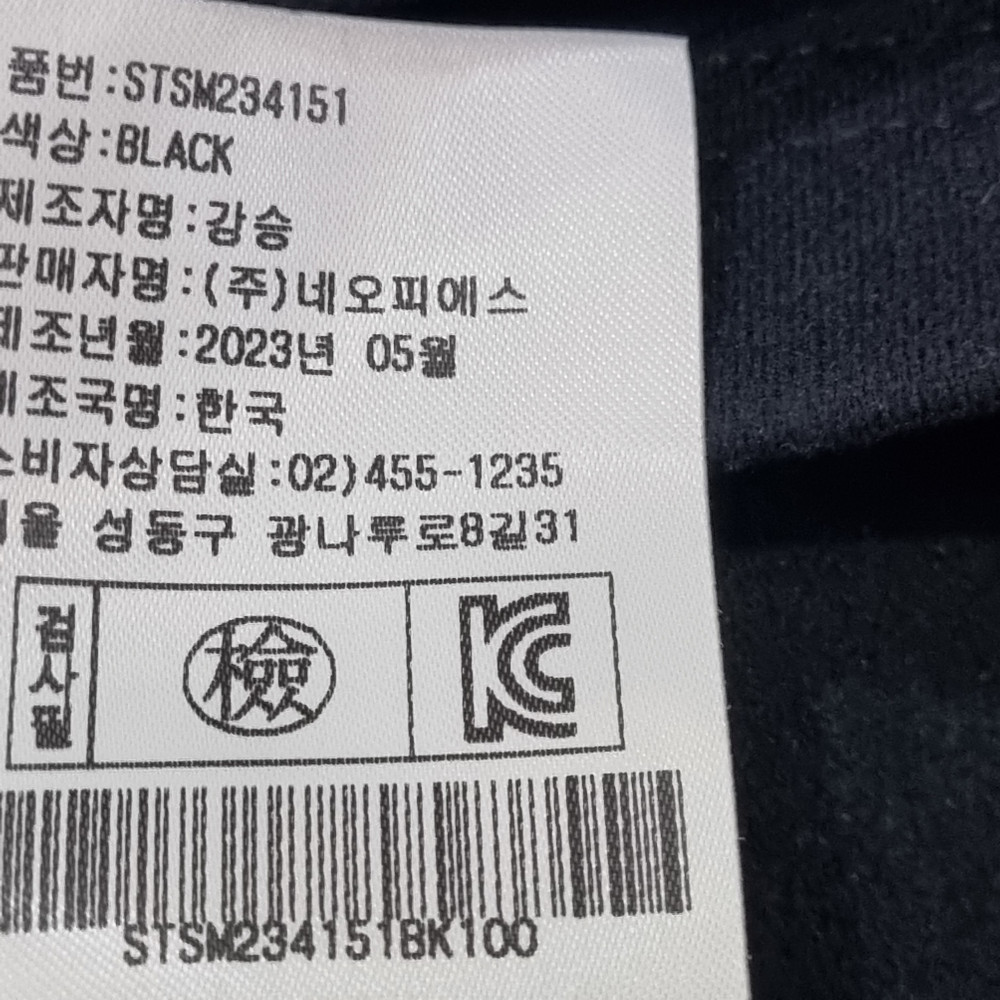 품번:STSM234151
색상:BLACK
제조자명:강승
판매자명:(주)네오피에스
제조년월:2023년 05월
제조국명:한국
소비자상담실:02)455-1235
서울 성동구 광나루로8길31
검사필
檢
KC
STSM234151BK100